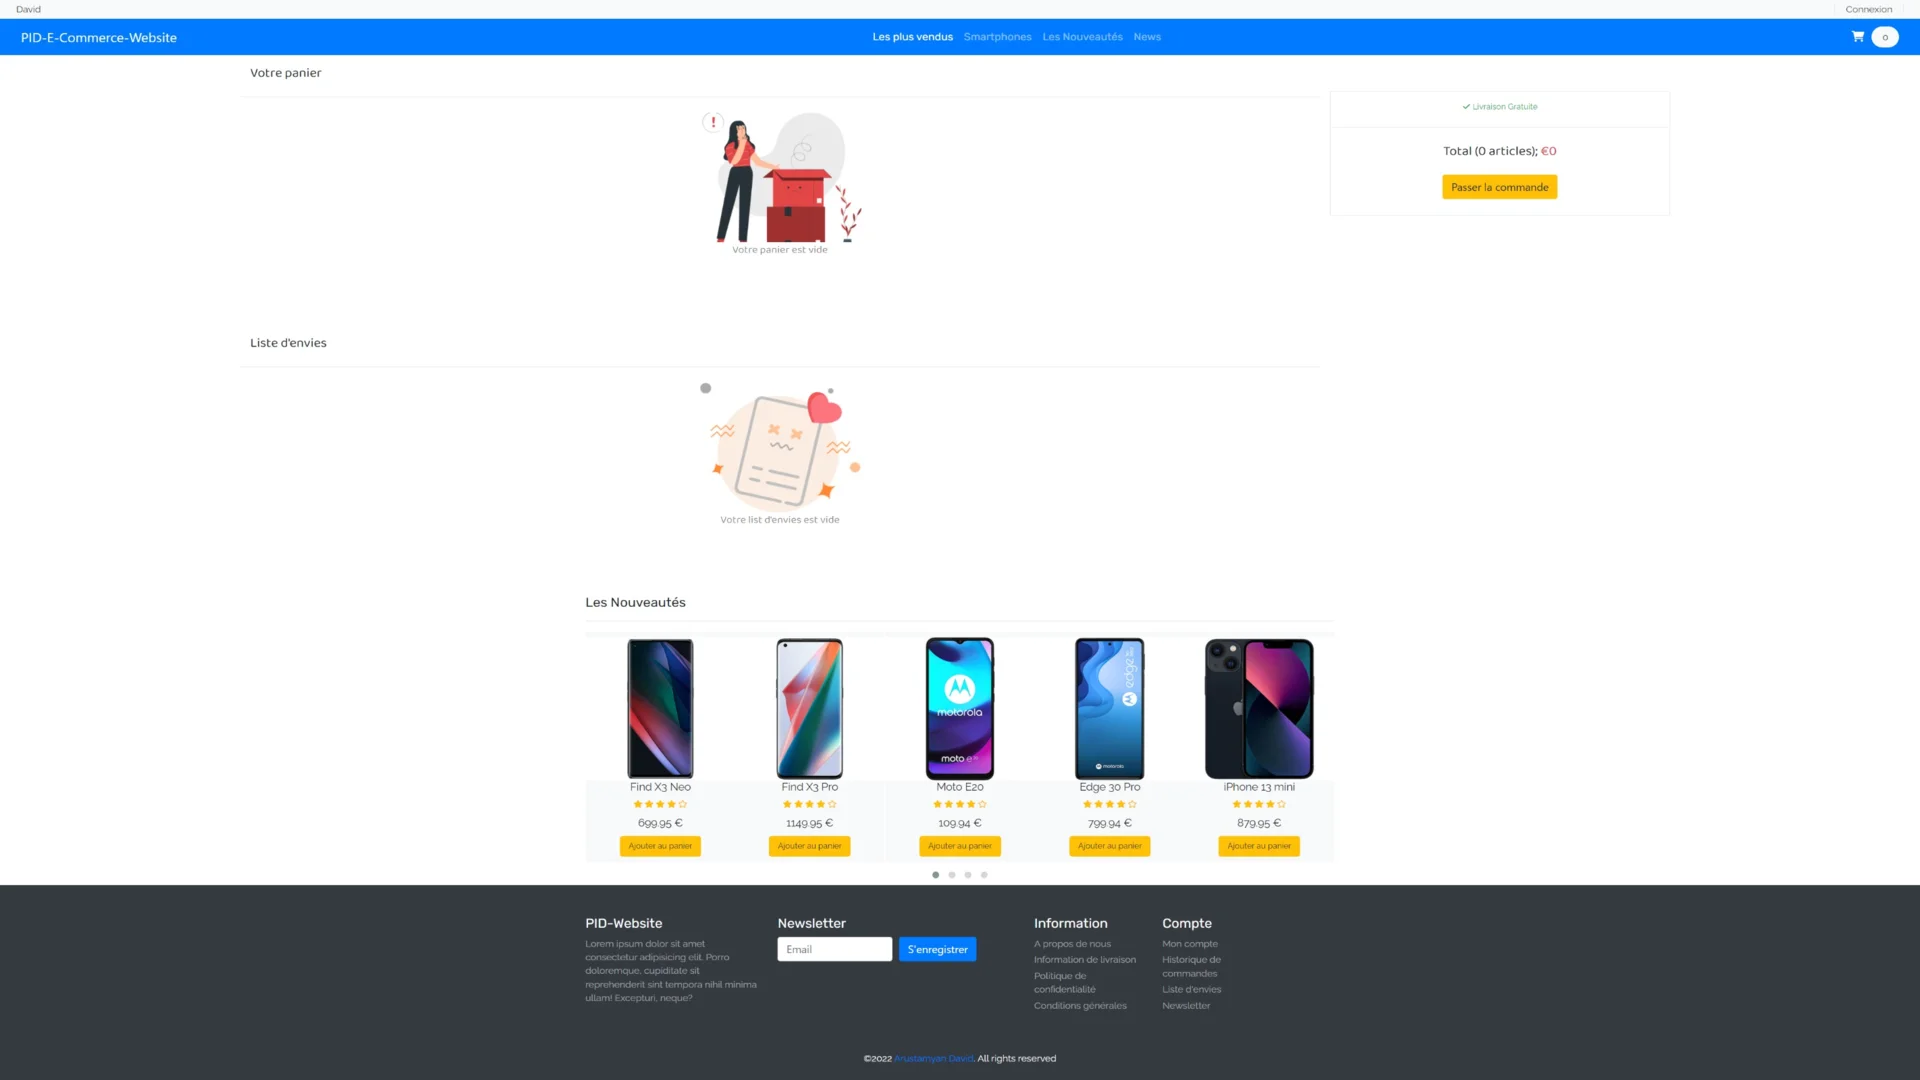 David
Connexion
PID-E-Commerce-Website
Les plus vendus Smartphones Les Nouveautés News
0
Votre panier
Livraison Gratuite
Total (0 articles); €0
Passer la commande
!
Votre panier est vide
Liste d'envies
Votre list d'envies est vide
Les Nouveautés
motorola
moto e20
edge 30 pro
motorola
Find X3 Neo
699.95 €
Ajouter au panier
Find X3 Pro
1149.95 €
Ajouter au panier
Moto E20
109.94 €
Ajouter au panier
Edge 30 Pro
799.94 €
Ajouter au panier
iPhone 13 mini
879.95 €
Ajouter au panier
PID-Website
Lorem ipsum dolor sit amet
consectetur adipisicing elit. Porro
doloremque, cupiditate sit
reprehenderit sint tempora nihil minima
ullam! Excepturi, neque?
Newsletter
Email
S'enregistrer
Information
A propos de nous
Information de livraison
Politique de
confidentialité
Conditions générales
Compte
Mon compte
Historique de
commandes
Liste d'envies
Newsletter
©2022 Arustamyan David. All rights reserved